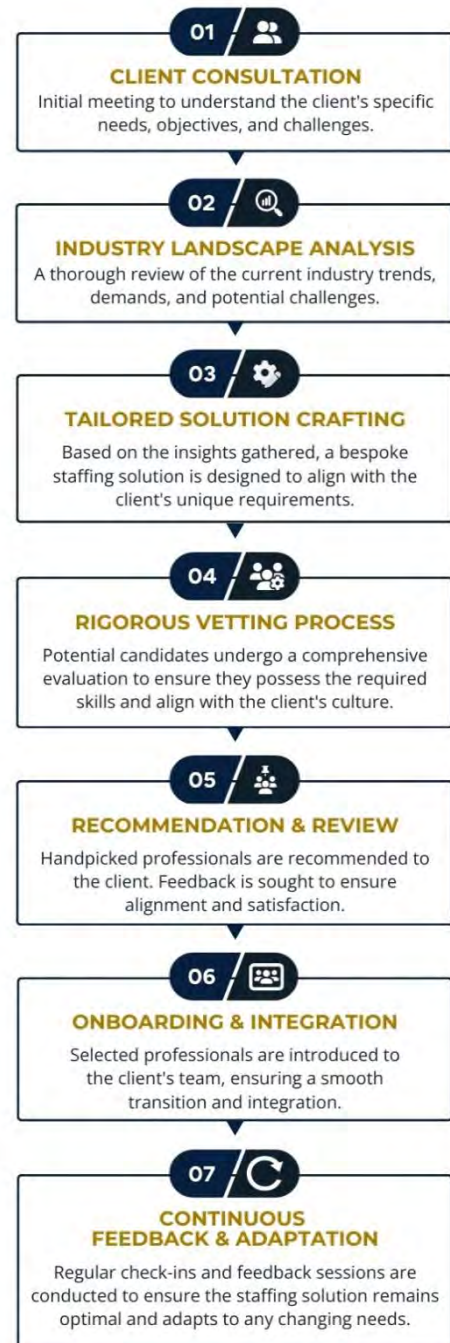 01
CLIENT CONSULTATION
Initial meeting to understand the client's specific
needs, objectives, and challenges.
02
INDUSTRY LANDSCAPE ANALYSIS
A thorough review of the current industry trends,
demands, and potential challenges.
03
TAILORED SOLUTION CRAFTING
Based on the insights gathered, a bespoke
staffing solution is designed to align with the
client's unique requirements.
04
RIGOROUS VETTING PROCESS
Potential candidates undergo a comprehensive
evaluation to ensure they possess the required
skills and align with the client's culture.
05
RECOMMENDATION & REVIEW
Handpicked professionals are recommended to
the client. Feedback is sought to ensure
alignment and satisfaction.
06
ONBOARDING & INTEGRATION
Selected professionals are introduced to
the client's team, ensuring a smooth
transition and integration.
07
CONTINUOUS
FEEDBACK & ADAPTATION
Regular check-ins and feedback sessions are
conducted to ensure the staffing solution remains
optimal and adapts to any changing needs.